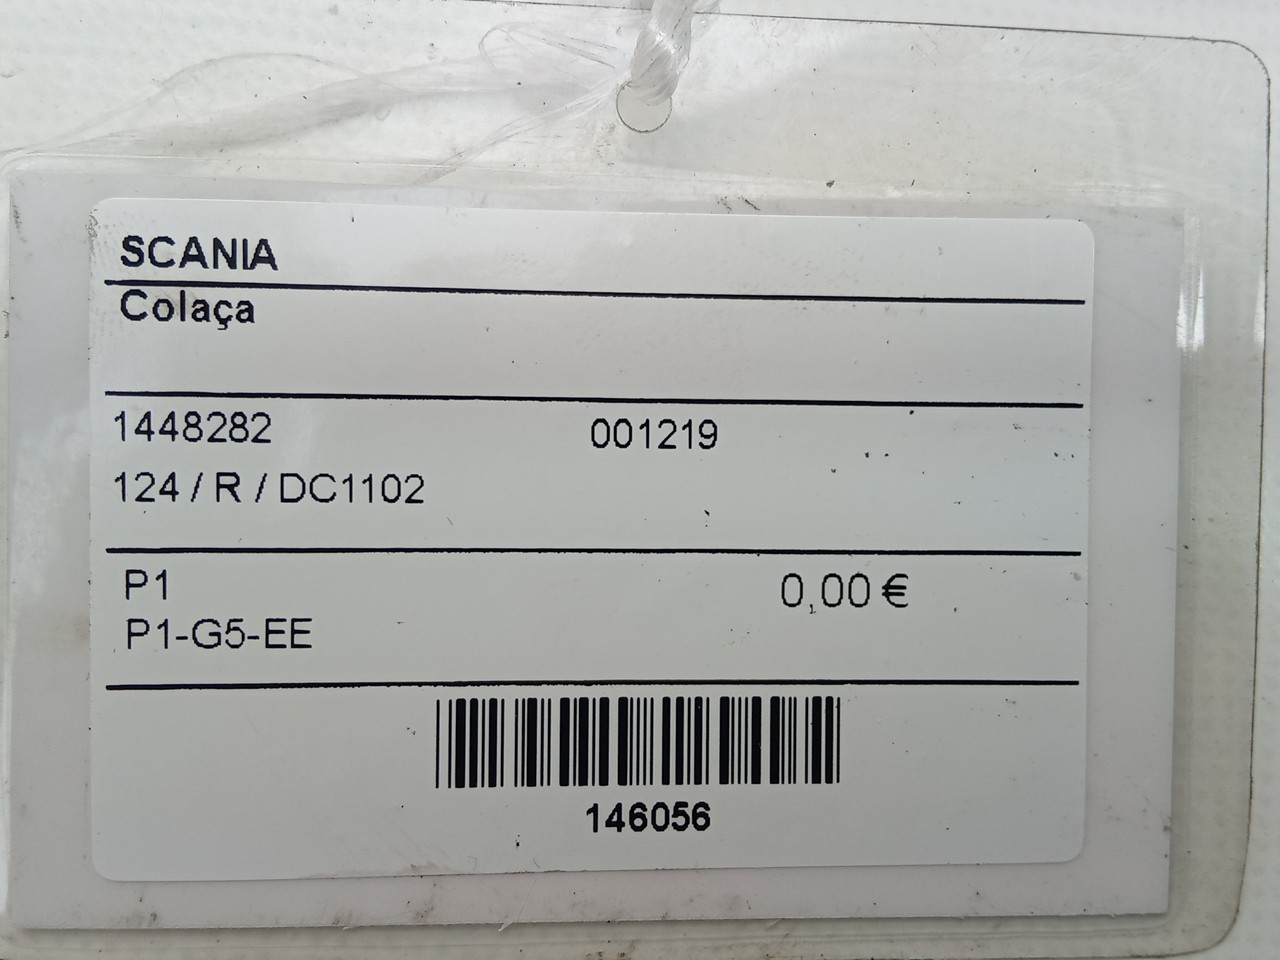 SCANIA
Colaça
1448282 001219
124 / R / DC1102
P1 0,00 €
P1-G5-EE
146056